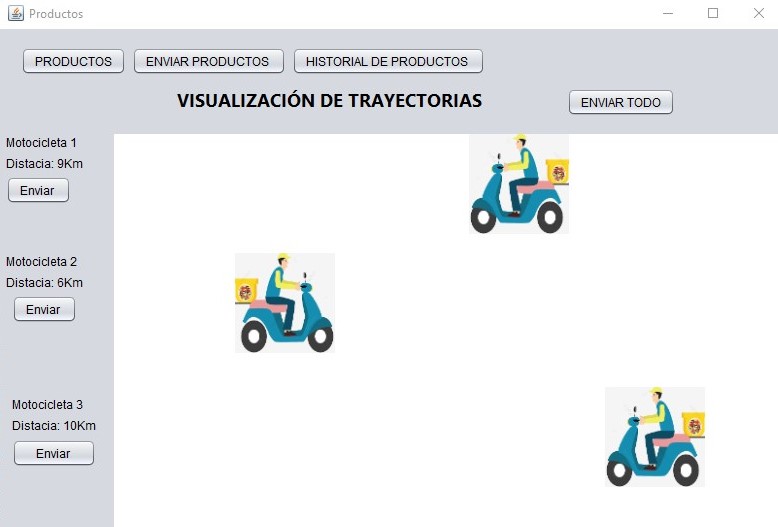 Productos
PRODUCTOS ENVIAR PRODUCTOS HISTORIAL DE PRODUCTOS
VISUALIZACIÓN DE TRAYECTORIAS ENVIAR TODO
Motocicleta 1
Distacia: 9Km
Enviar
Motocicleta 2
Distacia: 6Km
Enviar
Motocicleta 3
Distacia: 10Km
Enviar